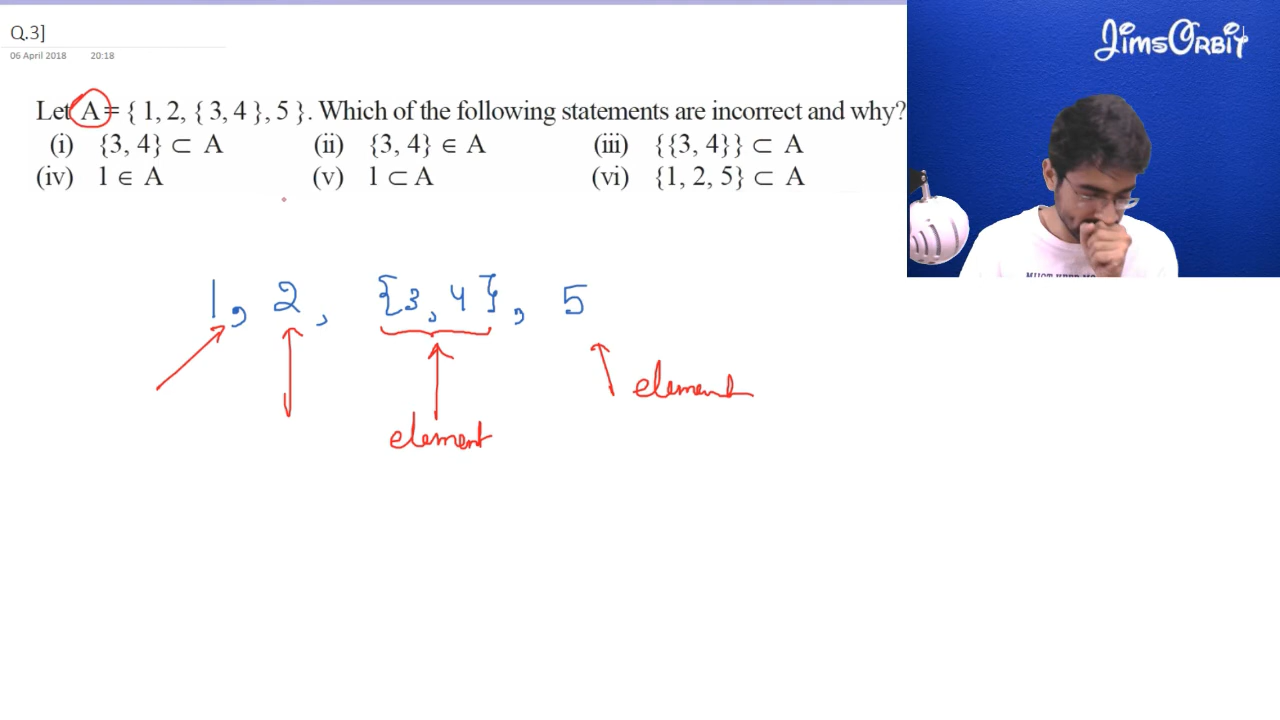 Q.3]
06 April 2018 20:18
JimsOrbit
Let A = { 1, 2, { 3, 4 }, 5 }. Which of the following statements are incorrect and why?
(i) {3, 4} ⊂ A (ii) {3, 4} ∈ A (iii) {{3, 4}} ⊂ A
(iv) 1 ∈ A (v) 1 ⊂ A (vi) {1, 2, 5} ⊂ A
1, 2, {3, 4}, 5
element
element